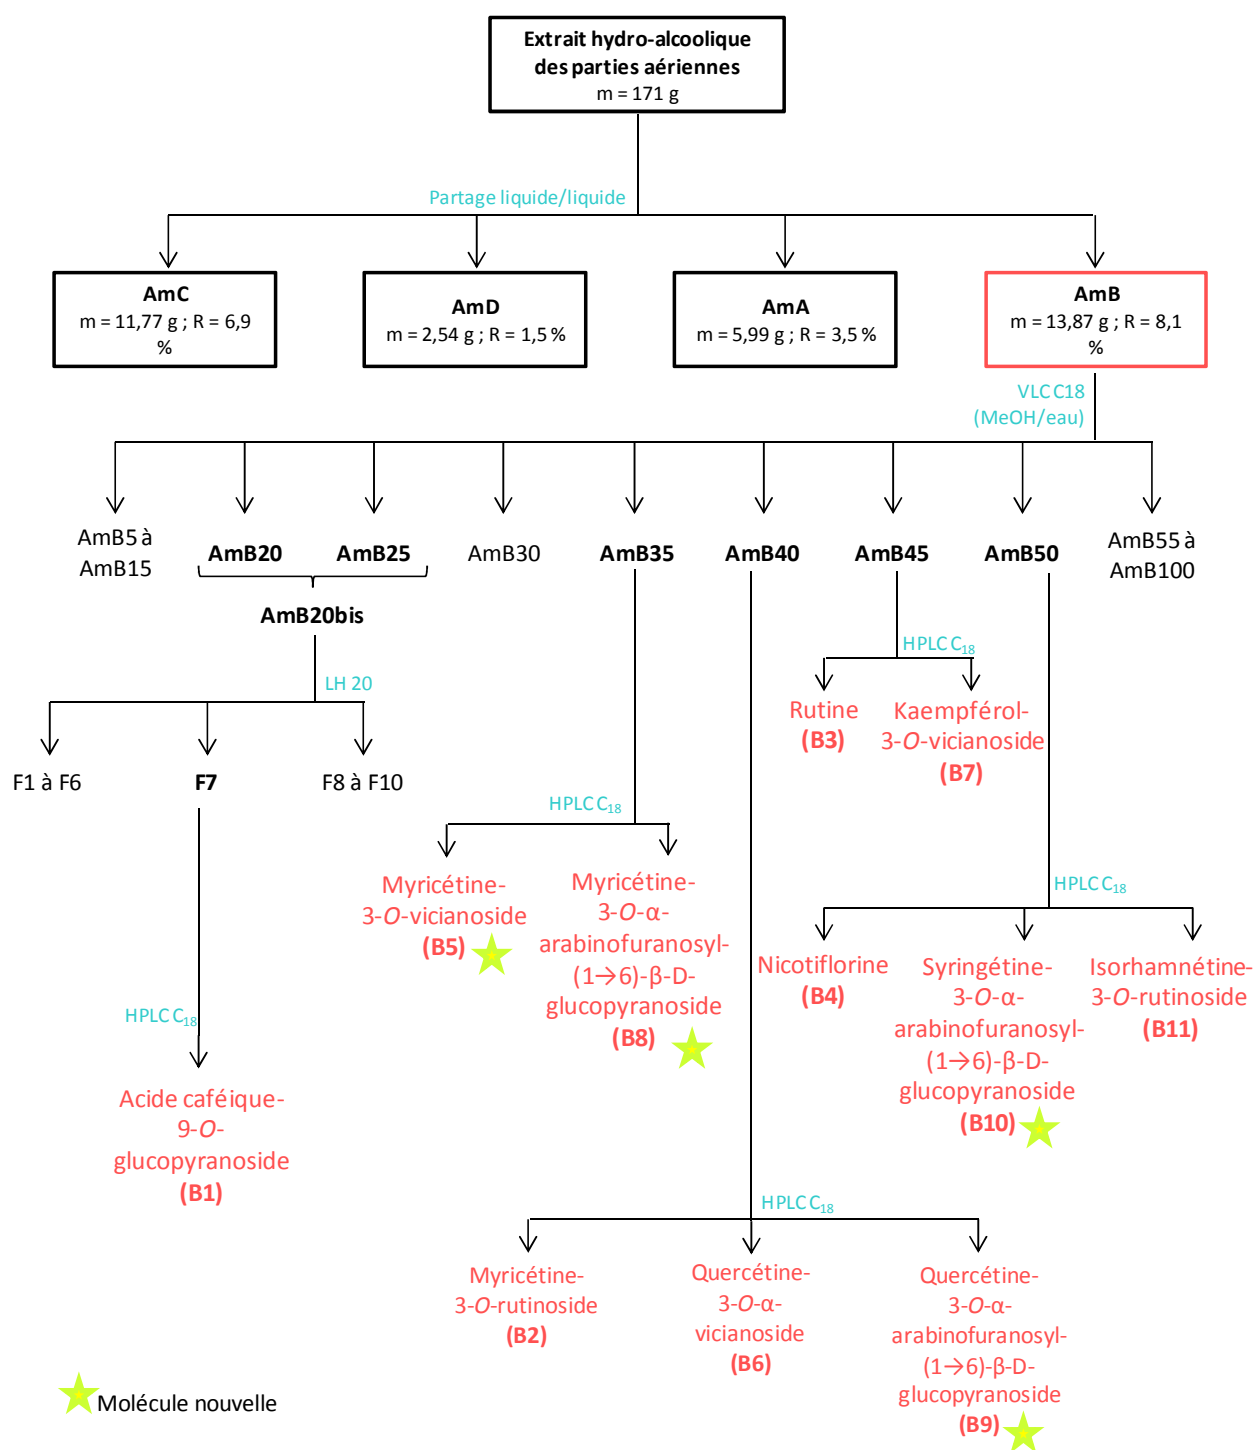 Extrait hydro-alcoolique
des parties aériennes
m = 171 g
Partage liquide/liquide
AmC
m = 11,77 g ; R = 6,9
%
AmD
m = 2,54 g ; R = 1,5 %
AmA
m = 5,99 g ; R = 3,5 %
AmB
m = 13,87 g ; R = 8,1
%
VLC C18
(MeOH/eau)
AmB5 à
AmB15
AmB20
AmB25
AmB30
AmB35
AmB40
AmB45
AmB50
AmB55 à
AmB100
AmB20bis
LH 20
F1 à F6
F7
F8 à F10
HPLC C₁₈
Acide caféique-
9-O-
glucopyranoside
(B1)
HPLC C₁₈
Myricétine-
3-O-vicianoside
(B5)
Myricétine-
3-O-α-
arabinofuranosyl-
(1→6)-β-D-
glucopyranoside
(B8)
HPLC C₁₈
Rutine
(B3)
Kaempférol-
3-O-vicianoside
(B7)
HPLC C₁₈
Nicotiflorine
(B4)
Syringétine-
3-O-α-
arabinofuranosyl-
(1→6)-β-D-
glucopyranoside
(B10)
Isorhamnétine-
3-O-rutinoside
(B11)
HPLC C₁₈
Myricétine-
3-O-rutinoside
(B2)
Quercétine-
3-O-α-
vicianoside
(B6)
Quercétine-
3-O-α-
arabinofuranosyl-
(1→6)-β-D-
glucopyranoside
(B9)
Molécule nouvelle